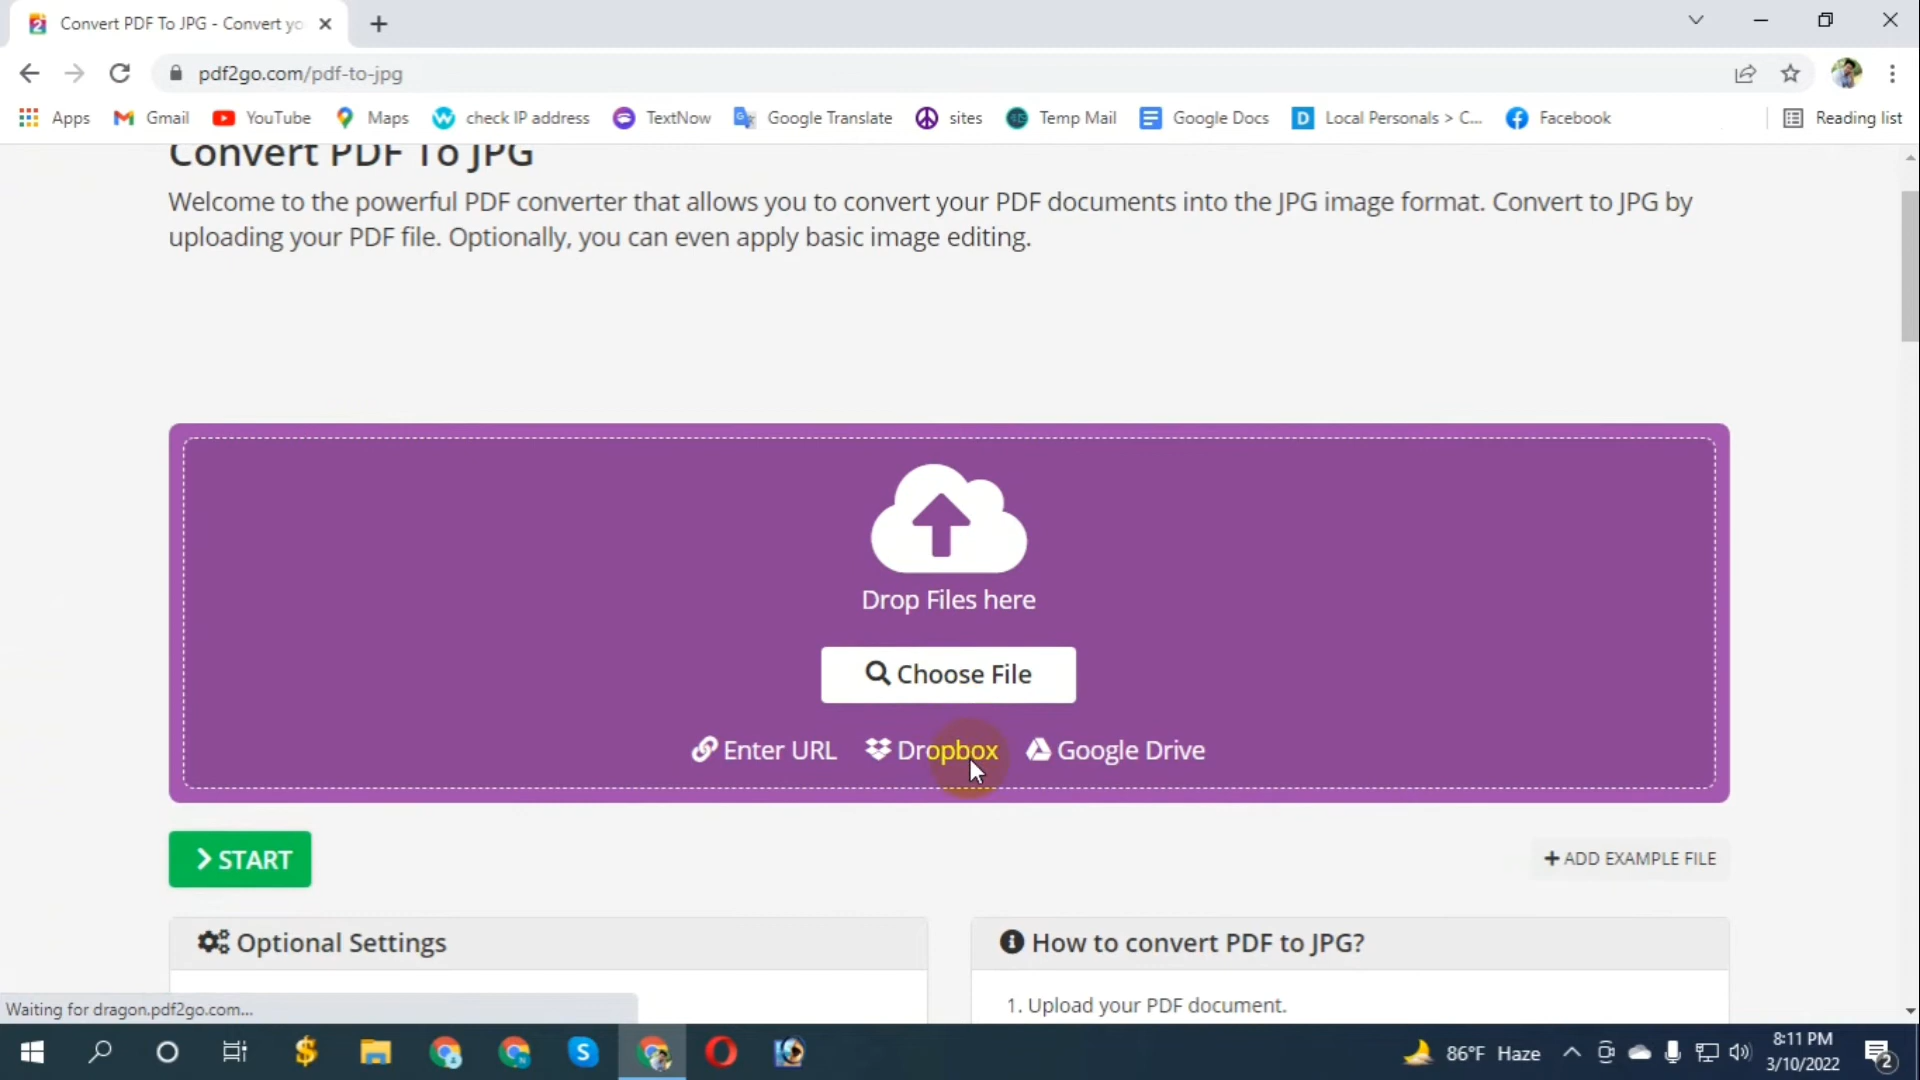 Convert PDF To JPG - Convert yo
pdf2go.com/pdf-to-jpg
Apps Gmail YouTube Maps check IP address TextNow Google Translate sites Temp Mail Google Docs Local Personals > C... Facebook Reading list
Convert PDF To JPG
Welcome to the powerful PDF converter that allows you to convert your PDF documents into the JPG image format. Convert to JPG by
uploading your PDF file. Optionally, you can even apply basic image editing.
Drop Files here
Choose File
Enter URL Dropbox Google Drive
START
+ ADD EXAMPLE FILE
Optional Settings
How to convert PDF to JPG?
1. Upload your PDF document.
Waiting for dragon.pdf2go.com...
86°F Haze
8:11 PM
3/10/2022
2